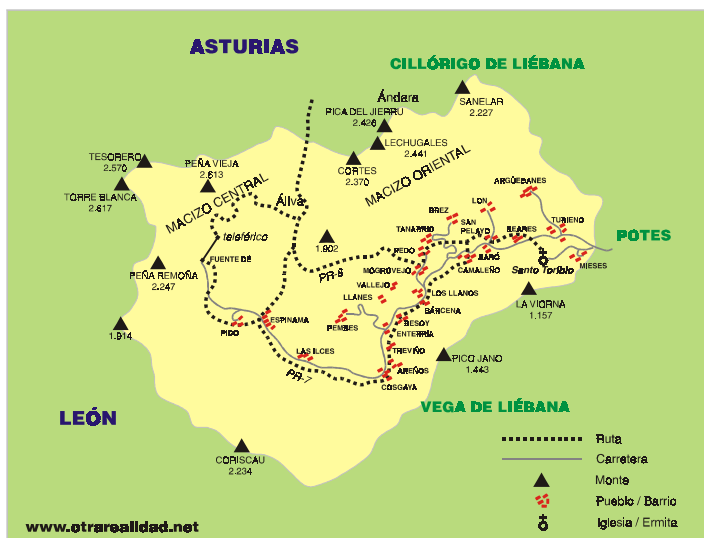 ASTURIAS
CILLÓRIGO DE LIÉBANA
Ándara
SANELAR
2.227
PICA DEL JIERRU
2.426
LECHUGALES
2.441
TESORERO
2.570
PEÑA VIEJA
2.613
CORTES
2.370
MACIZO ORIENTAL
MACIZO CENTRAL
TORRE BLANCA
2.617
Áliva
ARGÜEBANES
LON
BREZ
SAN
PELAYO
TANARRIO
BEARES
TURIENO
POTES
teleférico
1.902
REDO
BARÓ
FUENTE DÉ
PR-8
MOGROVEJO
CAMALEÑO
Santo Toribio
MIESES
PEÑA REMOÑA
2.247
VALLEJO
LLANES
LOS LLANOS
LA VIORNA
1.157
BÁRCENA
ESPINAMA
PIDO
PEMBES
BESOY
ENTERRÍA
1.914
LAS ILCES
TREVIÑO
PICO JANO
1.443
PR-7
AREÑOS
COSGAYA
VEGA DE LIÉBANA
LEÓN
CORISCAU
2.234
Ruta
Carretera
Monte
Pueblo / Barrio
Iglesia / Ermita
www.otrarealidad.net